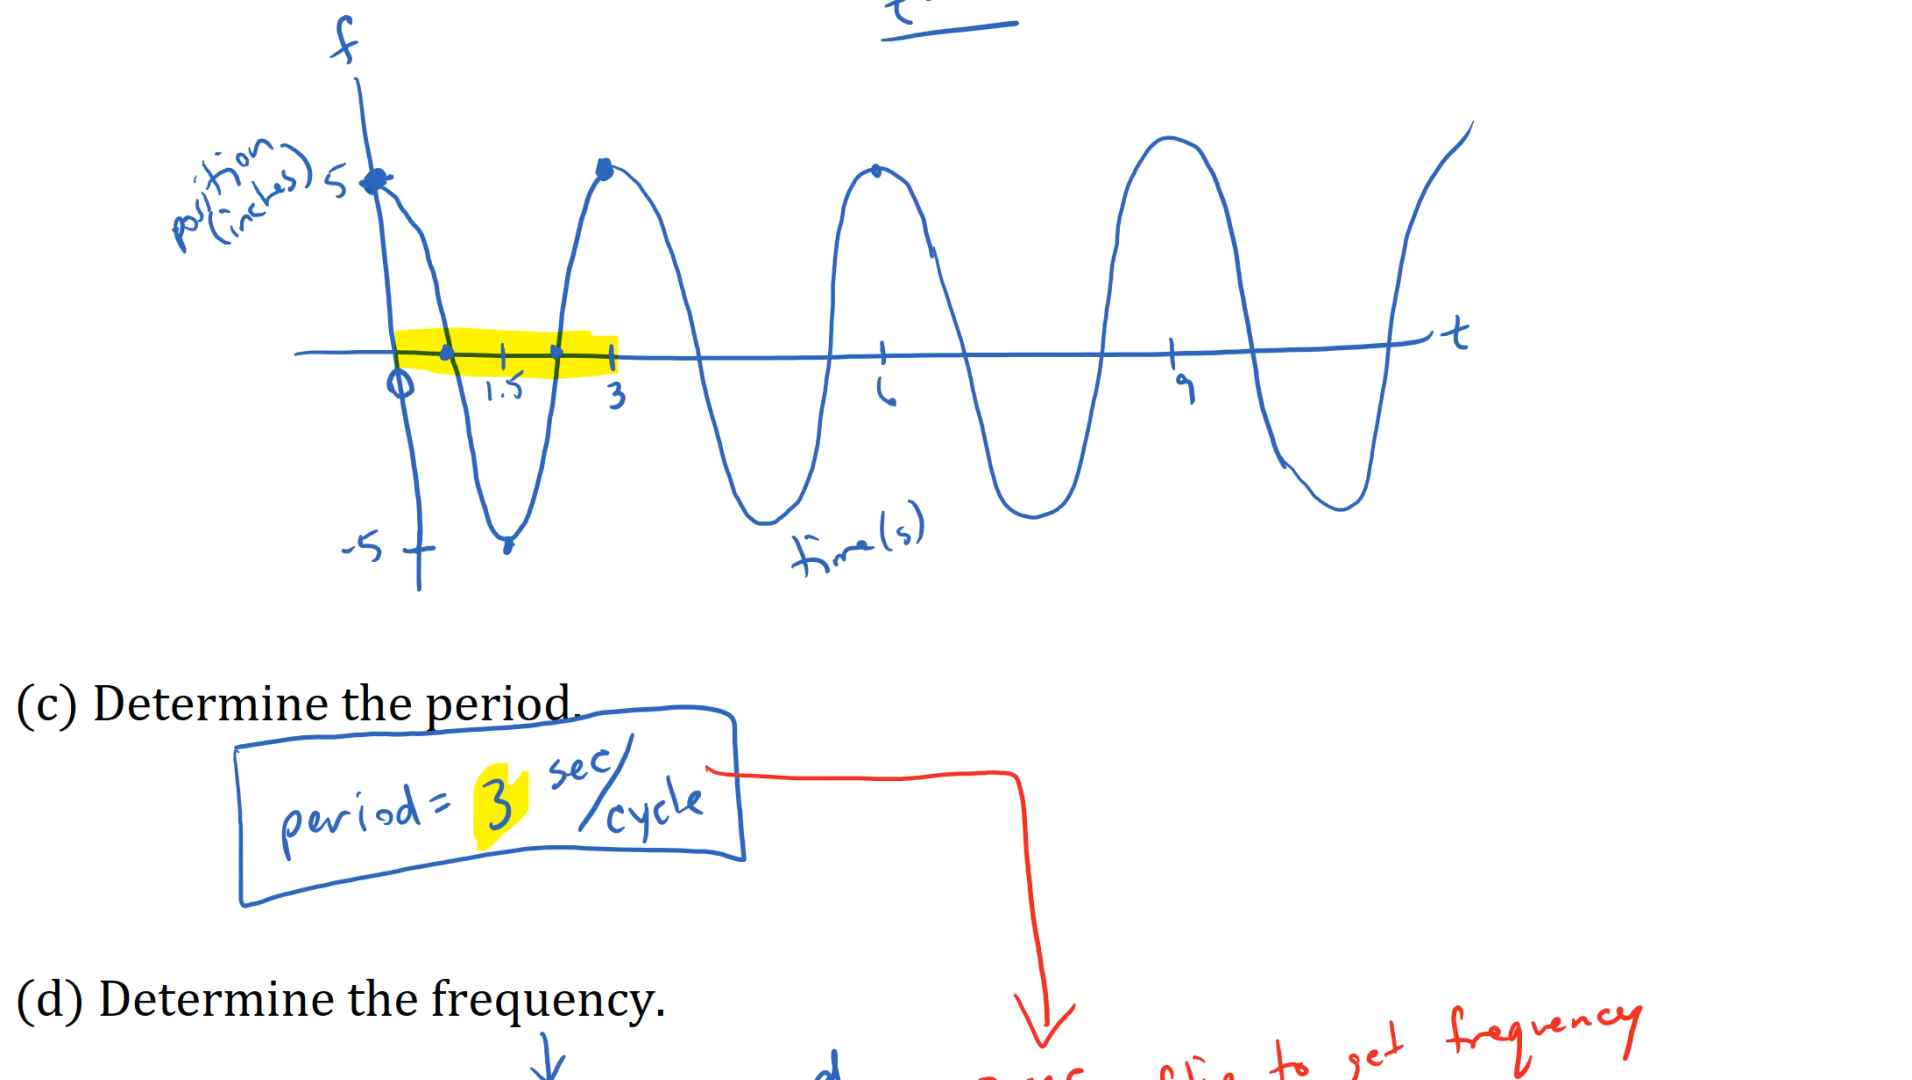 f
position
(inches)
5
t
0
1.5
3
6
9
-5
time(s)
(c) Determine the period.
period = 3 sec/cycle
(d) Determine the frequency.
to get frequency